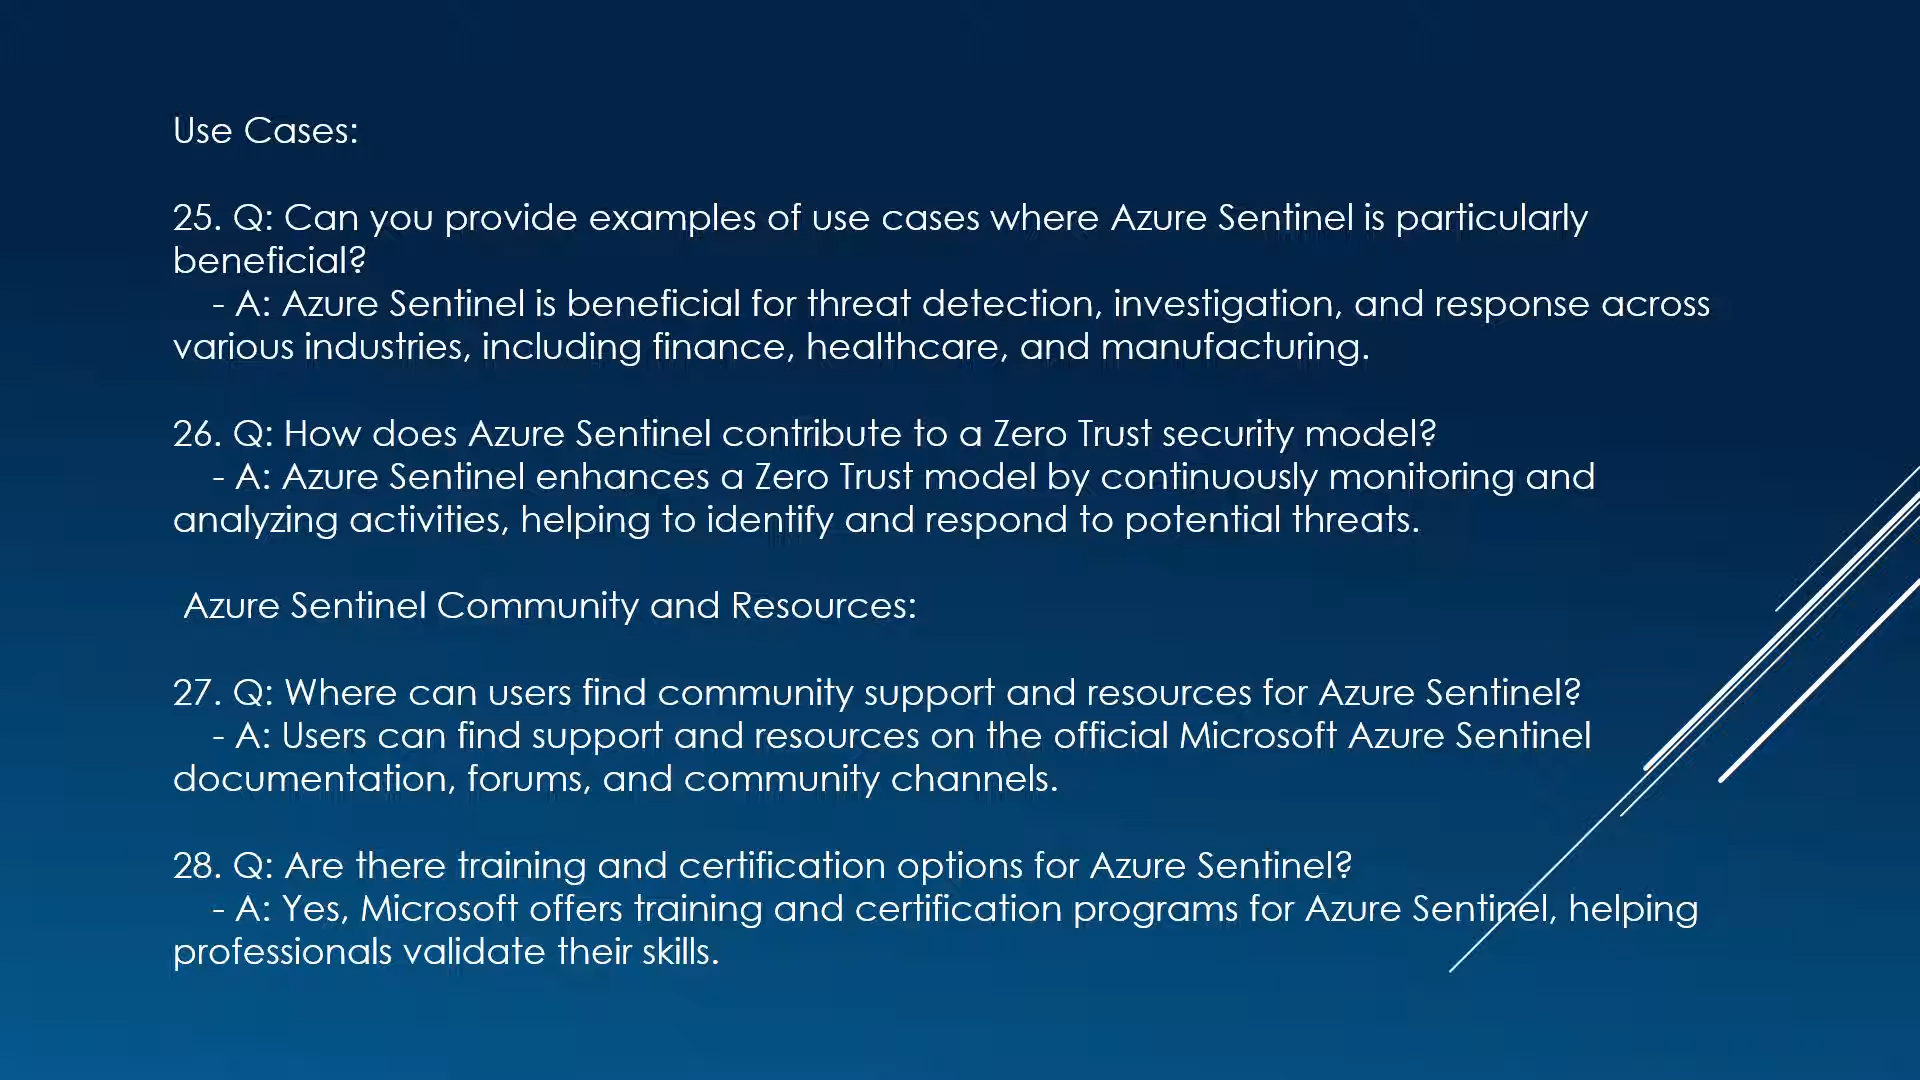 Use Cases:
25. Q: Can you provide examples of use cases where Azure Sentinel is particularly
beneficial?
- A: Azure Sentinel is beneficial for threat detection, investigation, and response across
various industries, including finance, healthcare, and manufacturing.
26. Q: How does Azure Sentinel contribute to a Zero Trust security model?
- A: Azure Sentinel enhances a Zero Trust model by continuously monitoring and
analyzing activities, helping to identify and respond to potential threats.
Azure Sentinel Community and Resources:
27. Q: Where can users find community support and resources for Azure Sentinel?
- A: Users can find support and resources on the official Microsoft Azure Sentinel
documentation, forums, and community channels.
28. Q: Are there training and certification options for Azure Sentinel?
- A: Yes, Microsoft offers training and certification programs for Azure Sentinel, helping
professionals validate their skills.